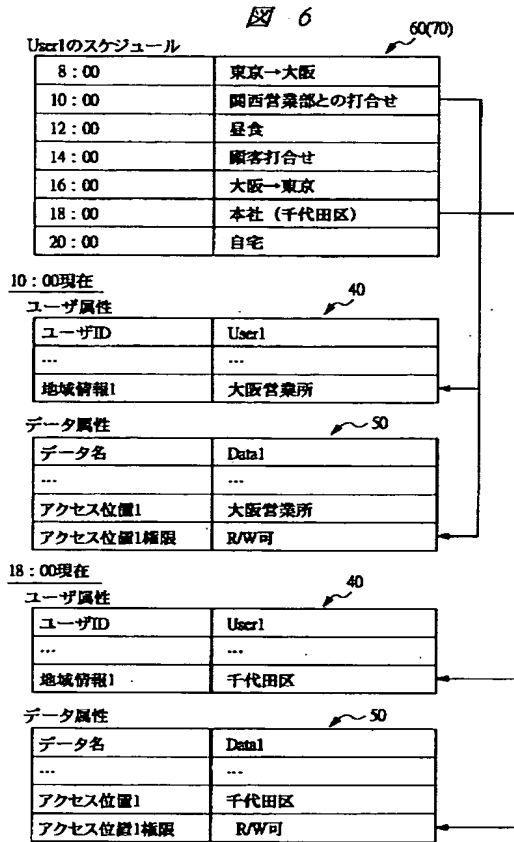 図 6
60(70)
User1のスケジュール
8:00 東京→大阪
10:00 関西営業部との打合せ
12:00 昼食
14:00 顧客打合せ
16:00 大阪→東京
18:00 本社(千代田区)
20:00 自宅
10:00現在
ユーザ属性 40
ユーザID User1
... ...
地域情報1 大阪営業所
データ属性 50
データ名 Data1
... ...
アクセス位置1 大阪営業所
アクセス位置1権限 R/W可
18:00現在
ユーザ属性 40
ユーザID User1
... ...
地域情報1 千代田区
データ属性 50
データ名 Data1
... ...
アクセス位置1 千代田区
アクセス位置1権限 R/W可